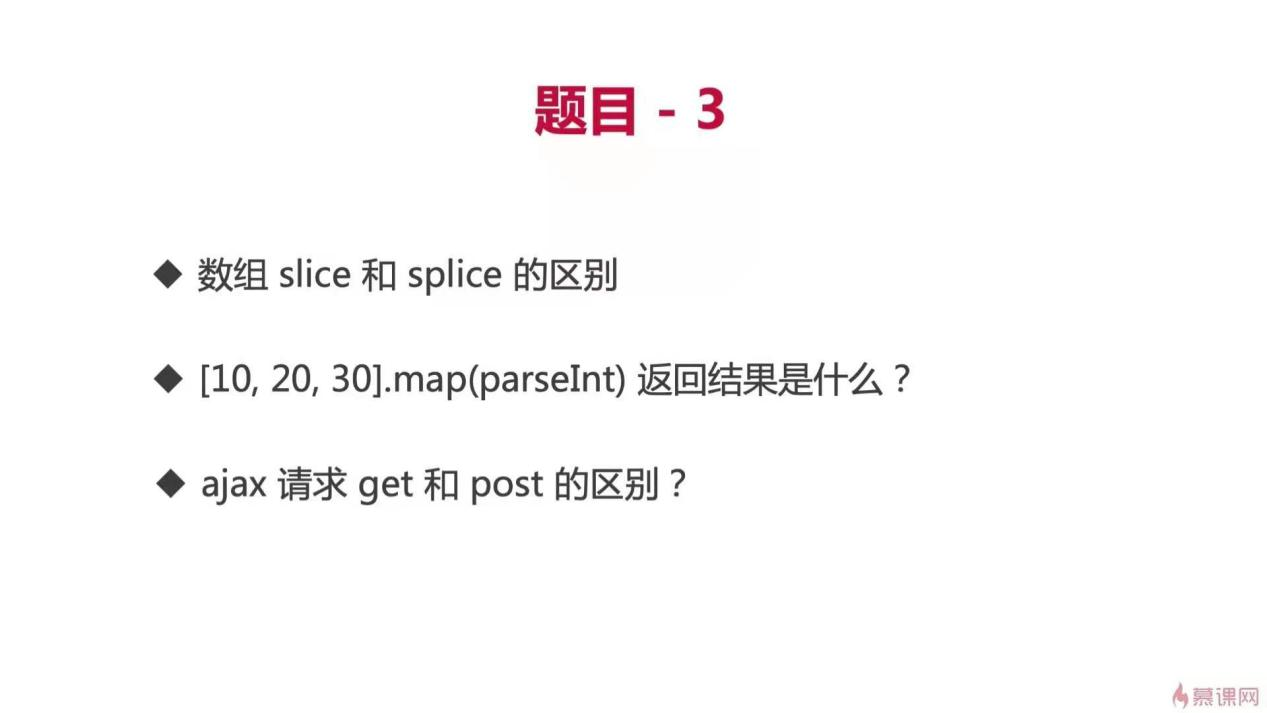 题目 - 3
◆ 数组 slice 和 splice 的区别
◆ [10, 20, 30].map(parseInt) 返回结果是什么？
◆ ajax 请求 get 和 post 的区别？
慕课网